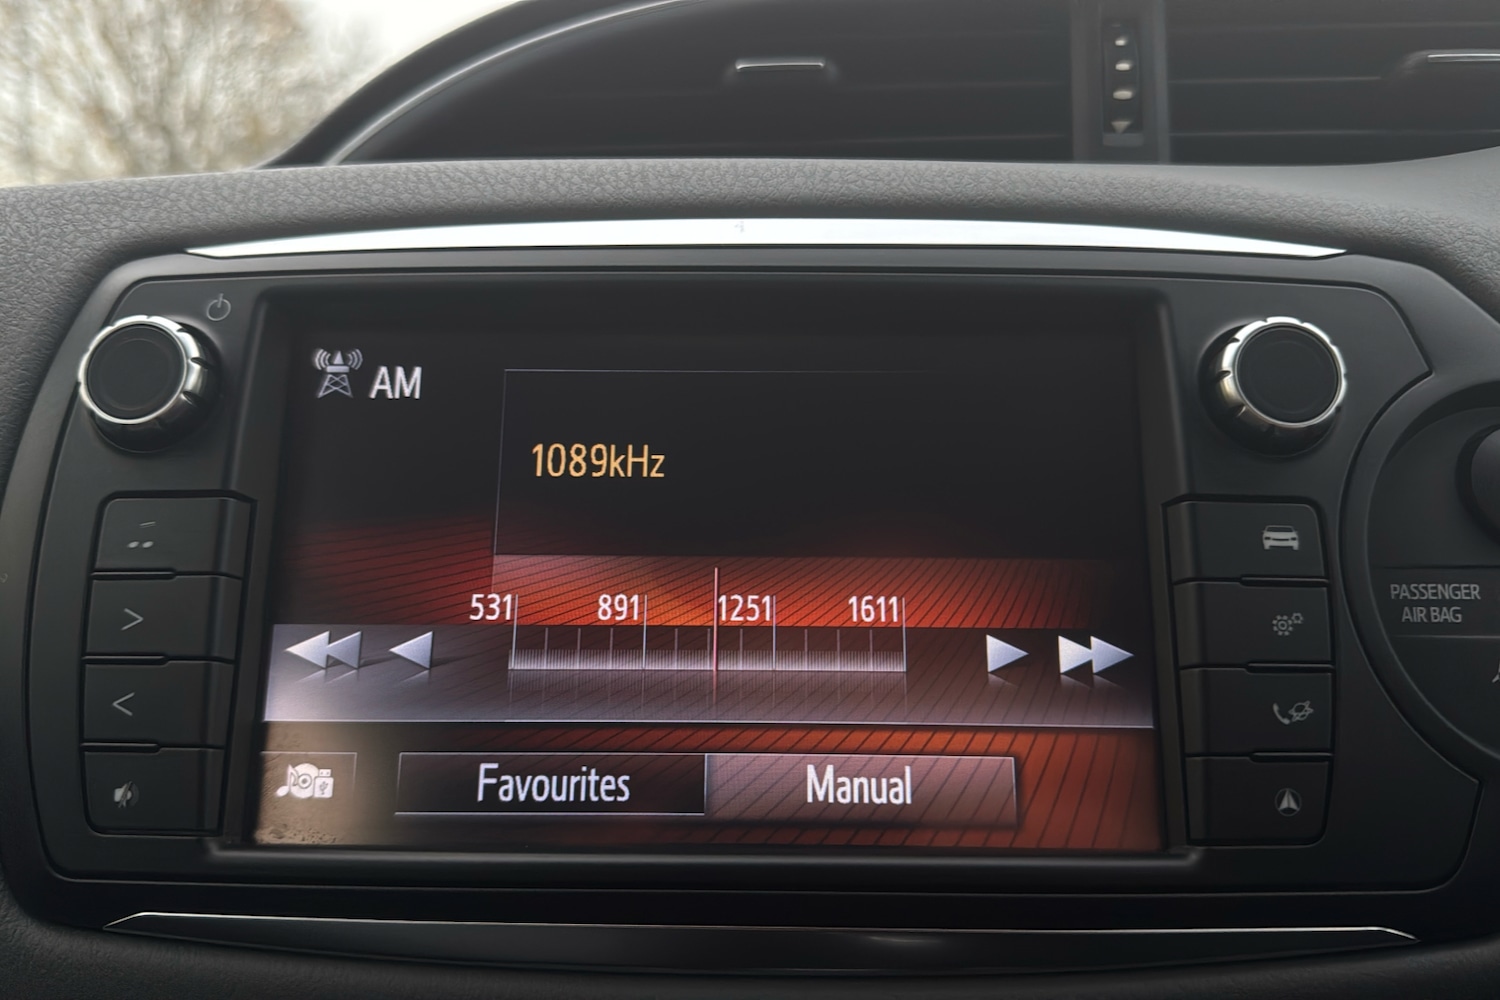 AM
1089kHz
531 891 1251 1611
Favourites Manual
PASSENGER
AIR BAG